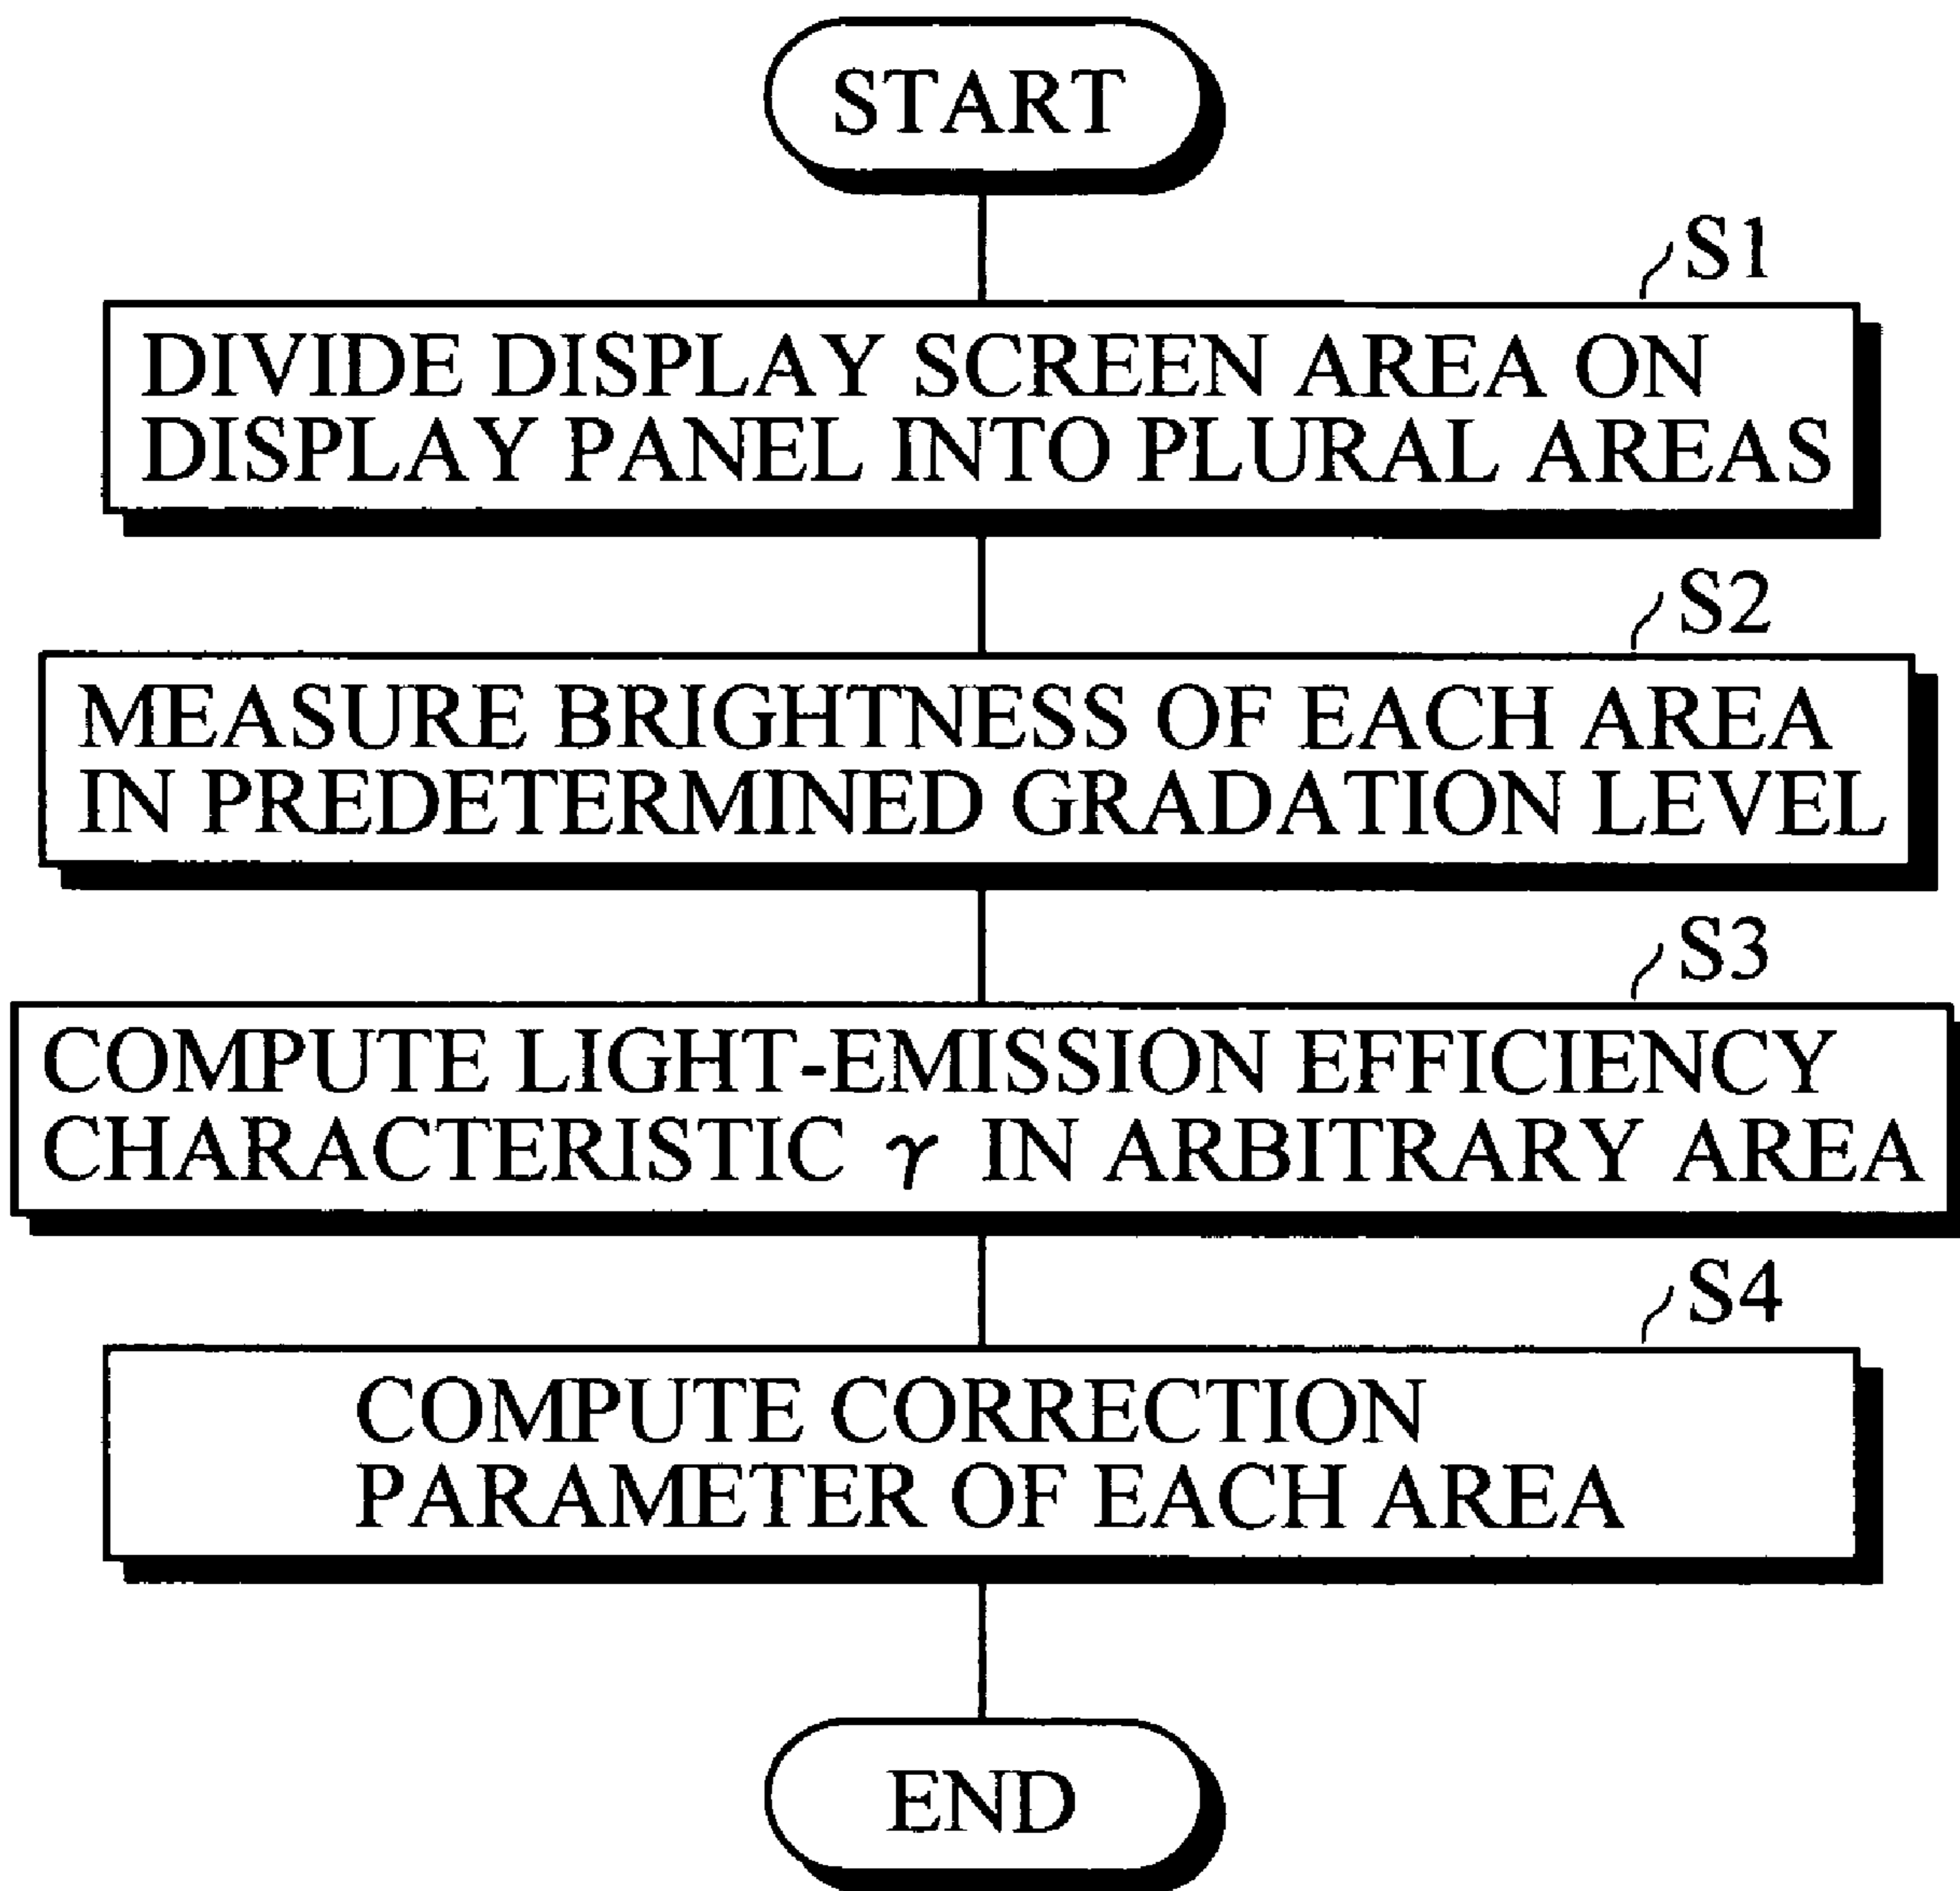 START
S1
DIVIDE DISPLAY SCREEN AREA ON
DISPLAY PANEL INTO PLURAL AREAS
S2
MEASURE BRIGHTNESS OF EACH AREA
IN PREDETERMINED GRADATION LEVEL
S3
COMPUTE LIGHT-EMISSION EFFICIENCY
CHARACTERISTIC γ IN ARBITRARY AREA
S4
COMPUTE CORRECTION
PARAMETER OF EACH AREA
END